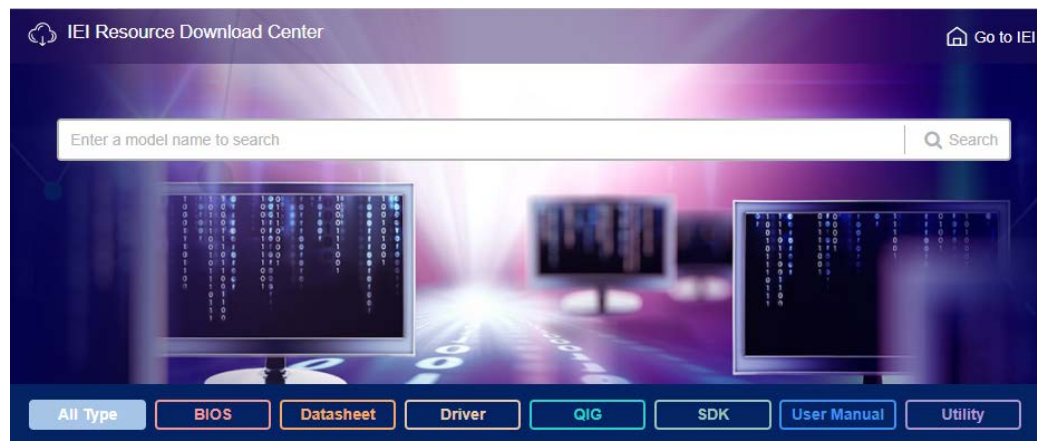 IEI Resource Download Center
Go to IEI
Enter a model name to search
Search
All Type
BIOS
Datasheet
Driver
QIG
SDK
User Manual
Utility